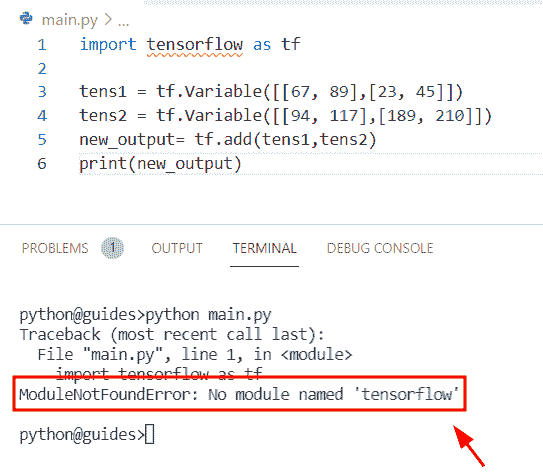 main.py > ...
1 import tensorflow as tf
2
3 tens1 = tf.Variable([[67, 89],[23, 45]])
4 tens2 = tf.Variable([[94, 117],[189, 210]])
5 new_output= tf.add(tens1,tens2)
6 print(new_output)
PROBLEMS 1 OUTPUT TERMINAL DEBUG CONSOLE
python@guides>python main.py
Traceback (most recent call last):
File "main.py", line 1, in <module>
import tensorflow as tf
ModuleNotFoundError: No module named 'tensorflow'
python@guides>